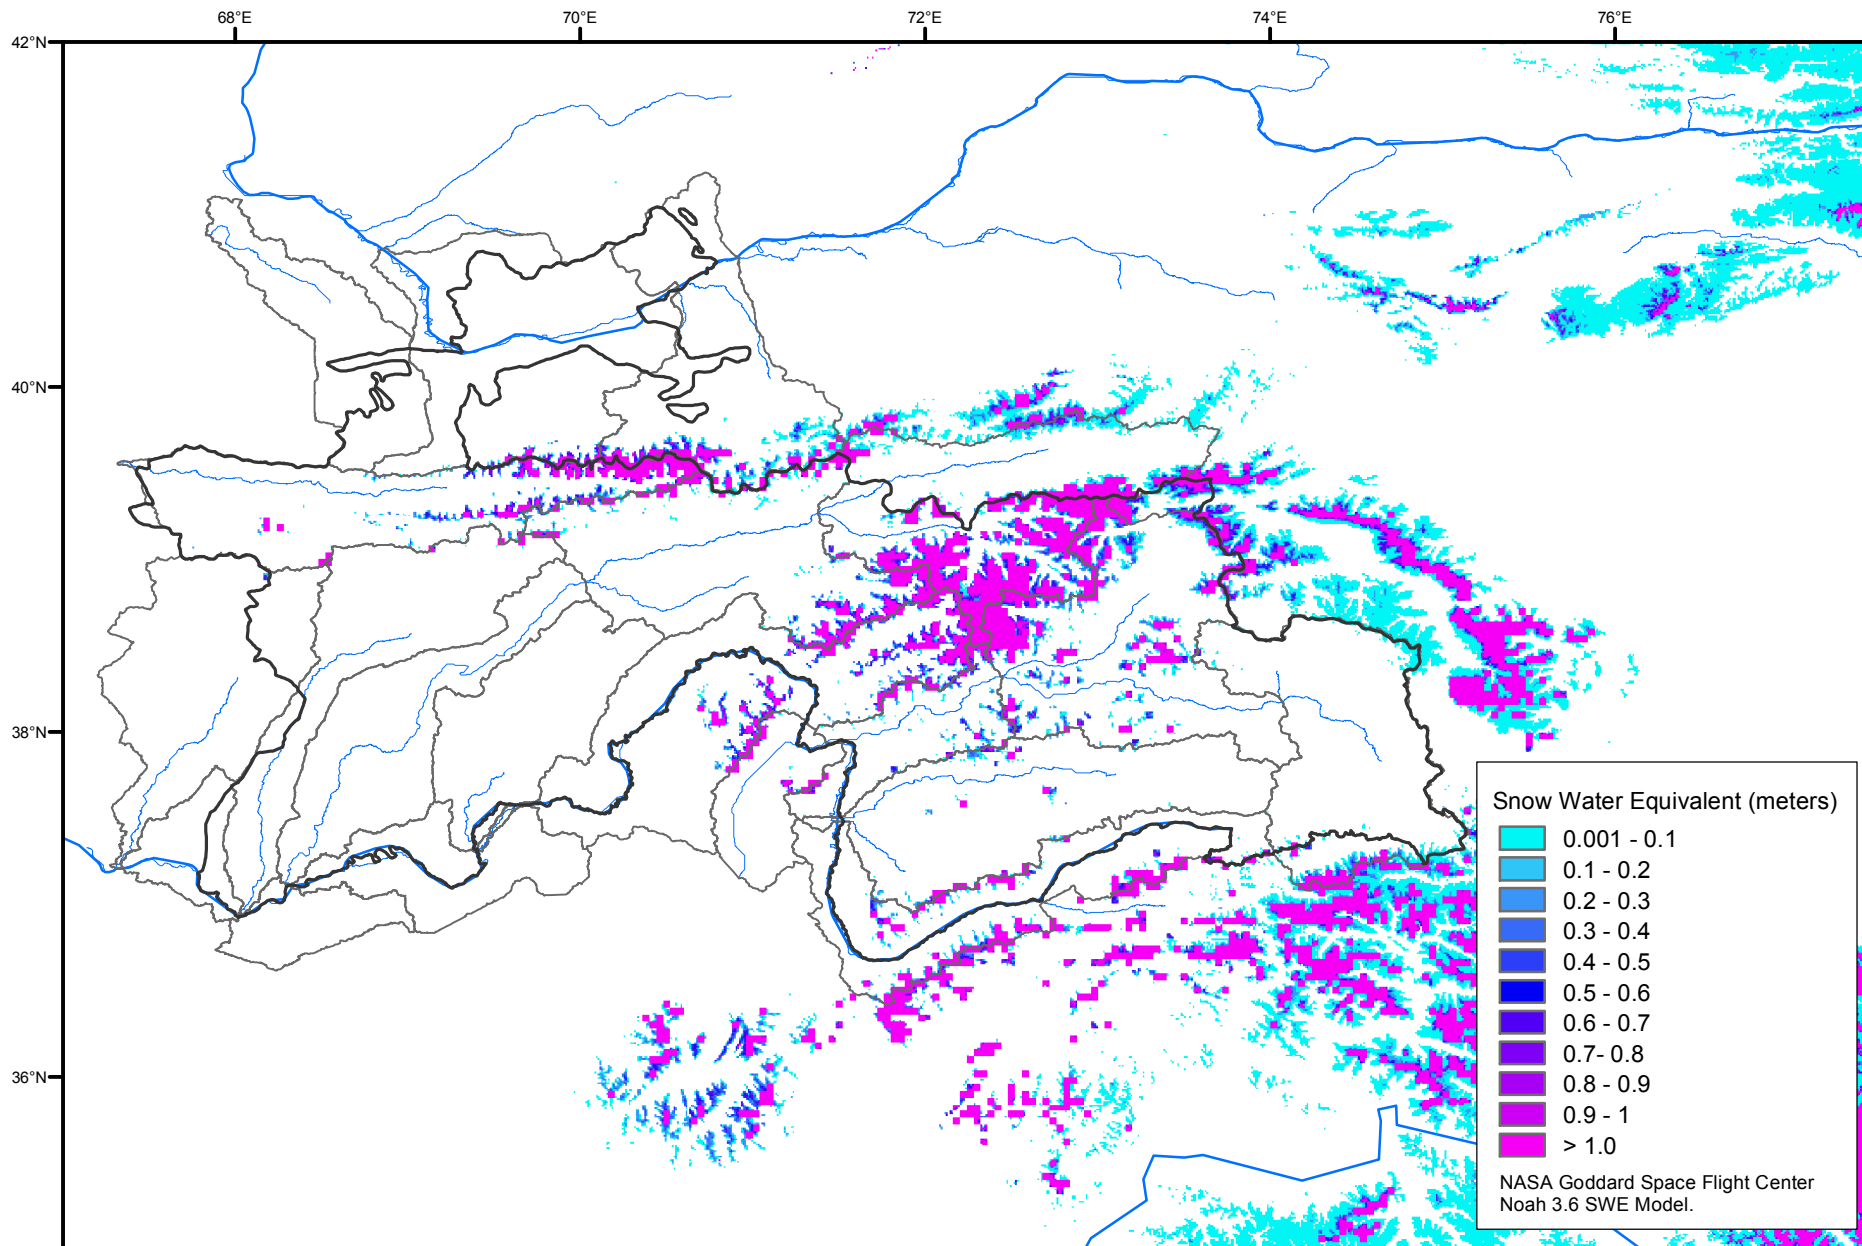 68°E
70°E
72°E
74°E
76°E
42°N
40°N
38°N
36°N
Snow Water Equivalent (meters)
0.001 - 0.1
0.1 - 0.2
0.2 - 0.3
0.3 - 0.4
0.4 - 0.5
0.5 - 0.6
0.6 - 0.7
0.7- 0.8
0.8 - 0.9
0.9 - 1
> 1.0
NASA Goddard Space Flight Center
Noah 3.6 SWE Model.